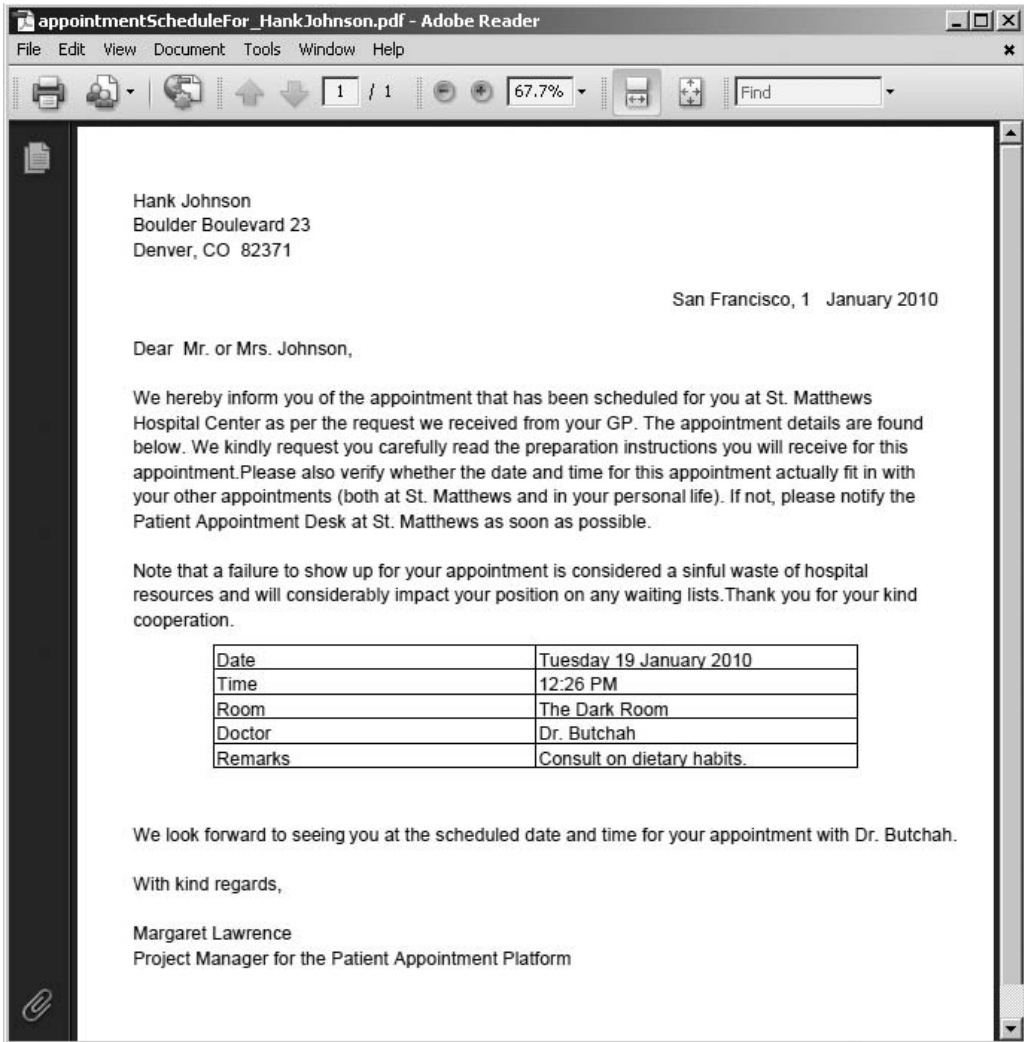 appointmentScheduleFor_HankJohnson.pdf - Adobe Reader
File Edit View Document Tools Window Help
1 / 1 67.7% Find
Hank Johnson
Boulder Boulevard 23
Denver, CO 82371
San Francisco, 1 January 2010
Dear Mr. or Mrs. Johnson,
We hereby inform you of the appointment that has been scheduled for you at St. Matthews
Hospital Center as per the request we received from your GP. The appointment details are found
below. We kindly request you carefully read the preparation instructions you will receive for this
appointment.Please also verify whether the date and time for this appointment actually fit in with
your other appointments (both at St. Matthews and in your personal life). If not, please notify the
Patient Appointment Desk at St. Matthews as soon as possible.
Note that a failure to show up for your appointment is considered a sinful waste of hospital
resources and will considerably impact your position on any waiting lists.Thank you for your kind
cooperation.
Date Tuesday 19 January 2010
Time 12:26 PM
Room The Dark Room
Doctor Dr. Butchah
Remarks Consult on dietary habits.
We look forward to seeing you at the scheduled date and time for your appointment with Dr. Butchah.
With kind regards,
Margaret Lawrence
Project Manager for the Patient Appointment Platform